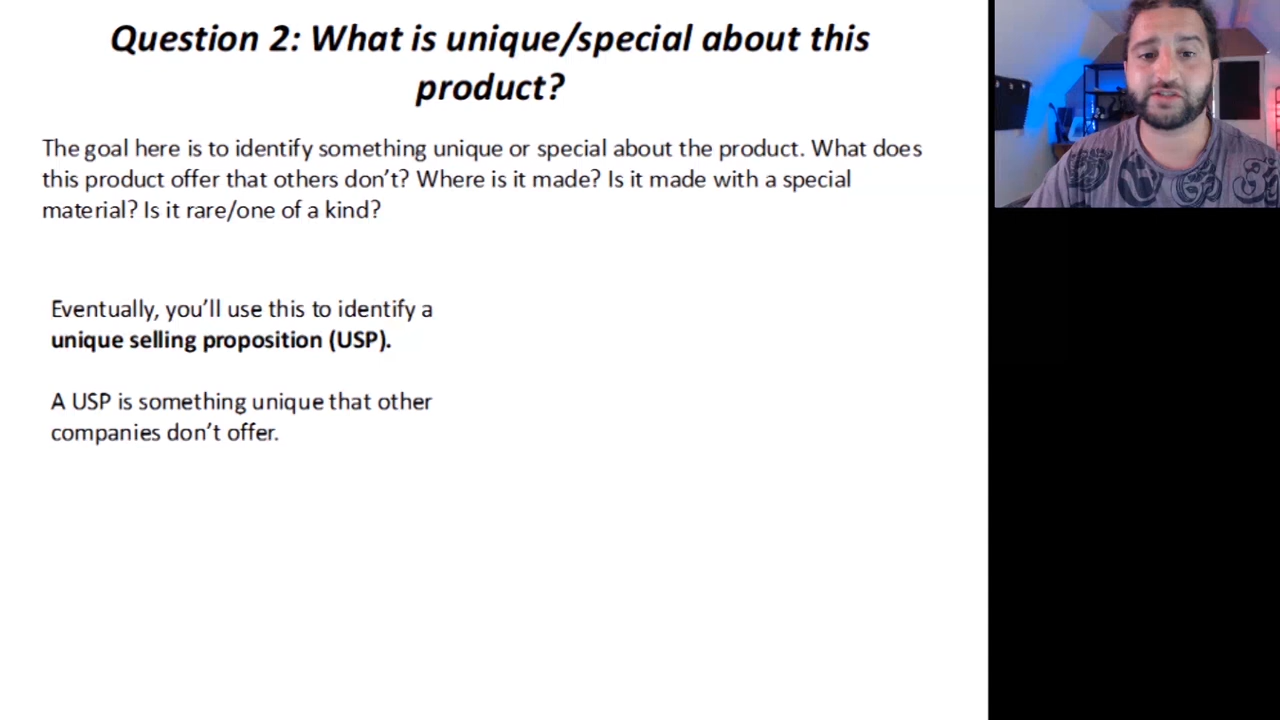 Question 2: What is unique/special about this
product?
The goal here is to identify something unique or special about the product. What does
this product offer that others don’t? Where is it made? Is it made with a special
material? Is it rare/one of a kind?
Eventually, you’ll use this to identify a
unique selling proposition (USP).
A USP is something unique that other
companies don’t offer.